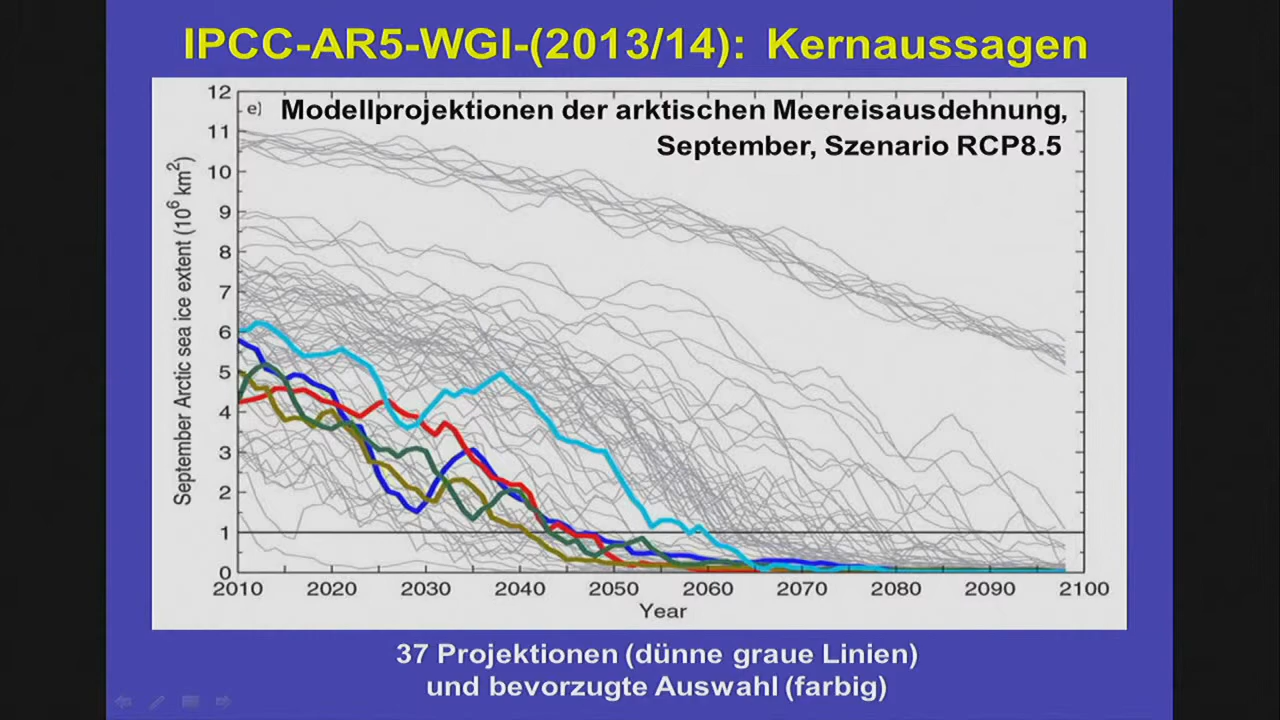 IPCC-AR5-WGI-(2013/14): Kernaussagen
e) Modellprojektionen der arktischen Meereisausdehnung,
September, Szenario RCP8.5
September Arctic sea ice extent (10⁶ km²)
12
11
10
9
8
7
6
5
4
3
2
1
0
2010 2020 2030 2040 2050 2060 2070 2080 2090 2100
Year
37 Projektionen (dünne graue Linien)
und bevorzugte Auswahl (farbig)